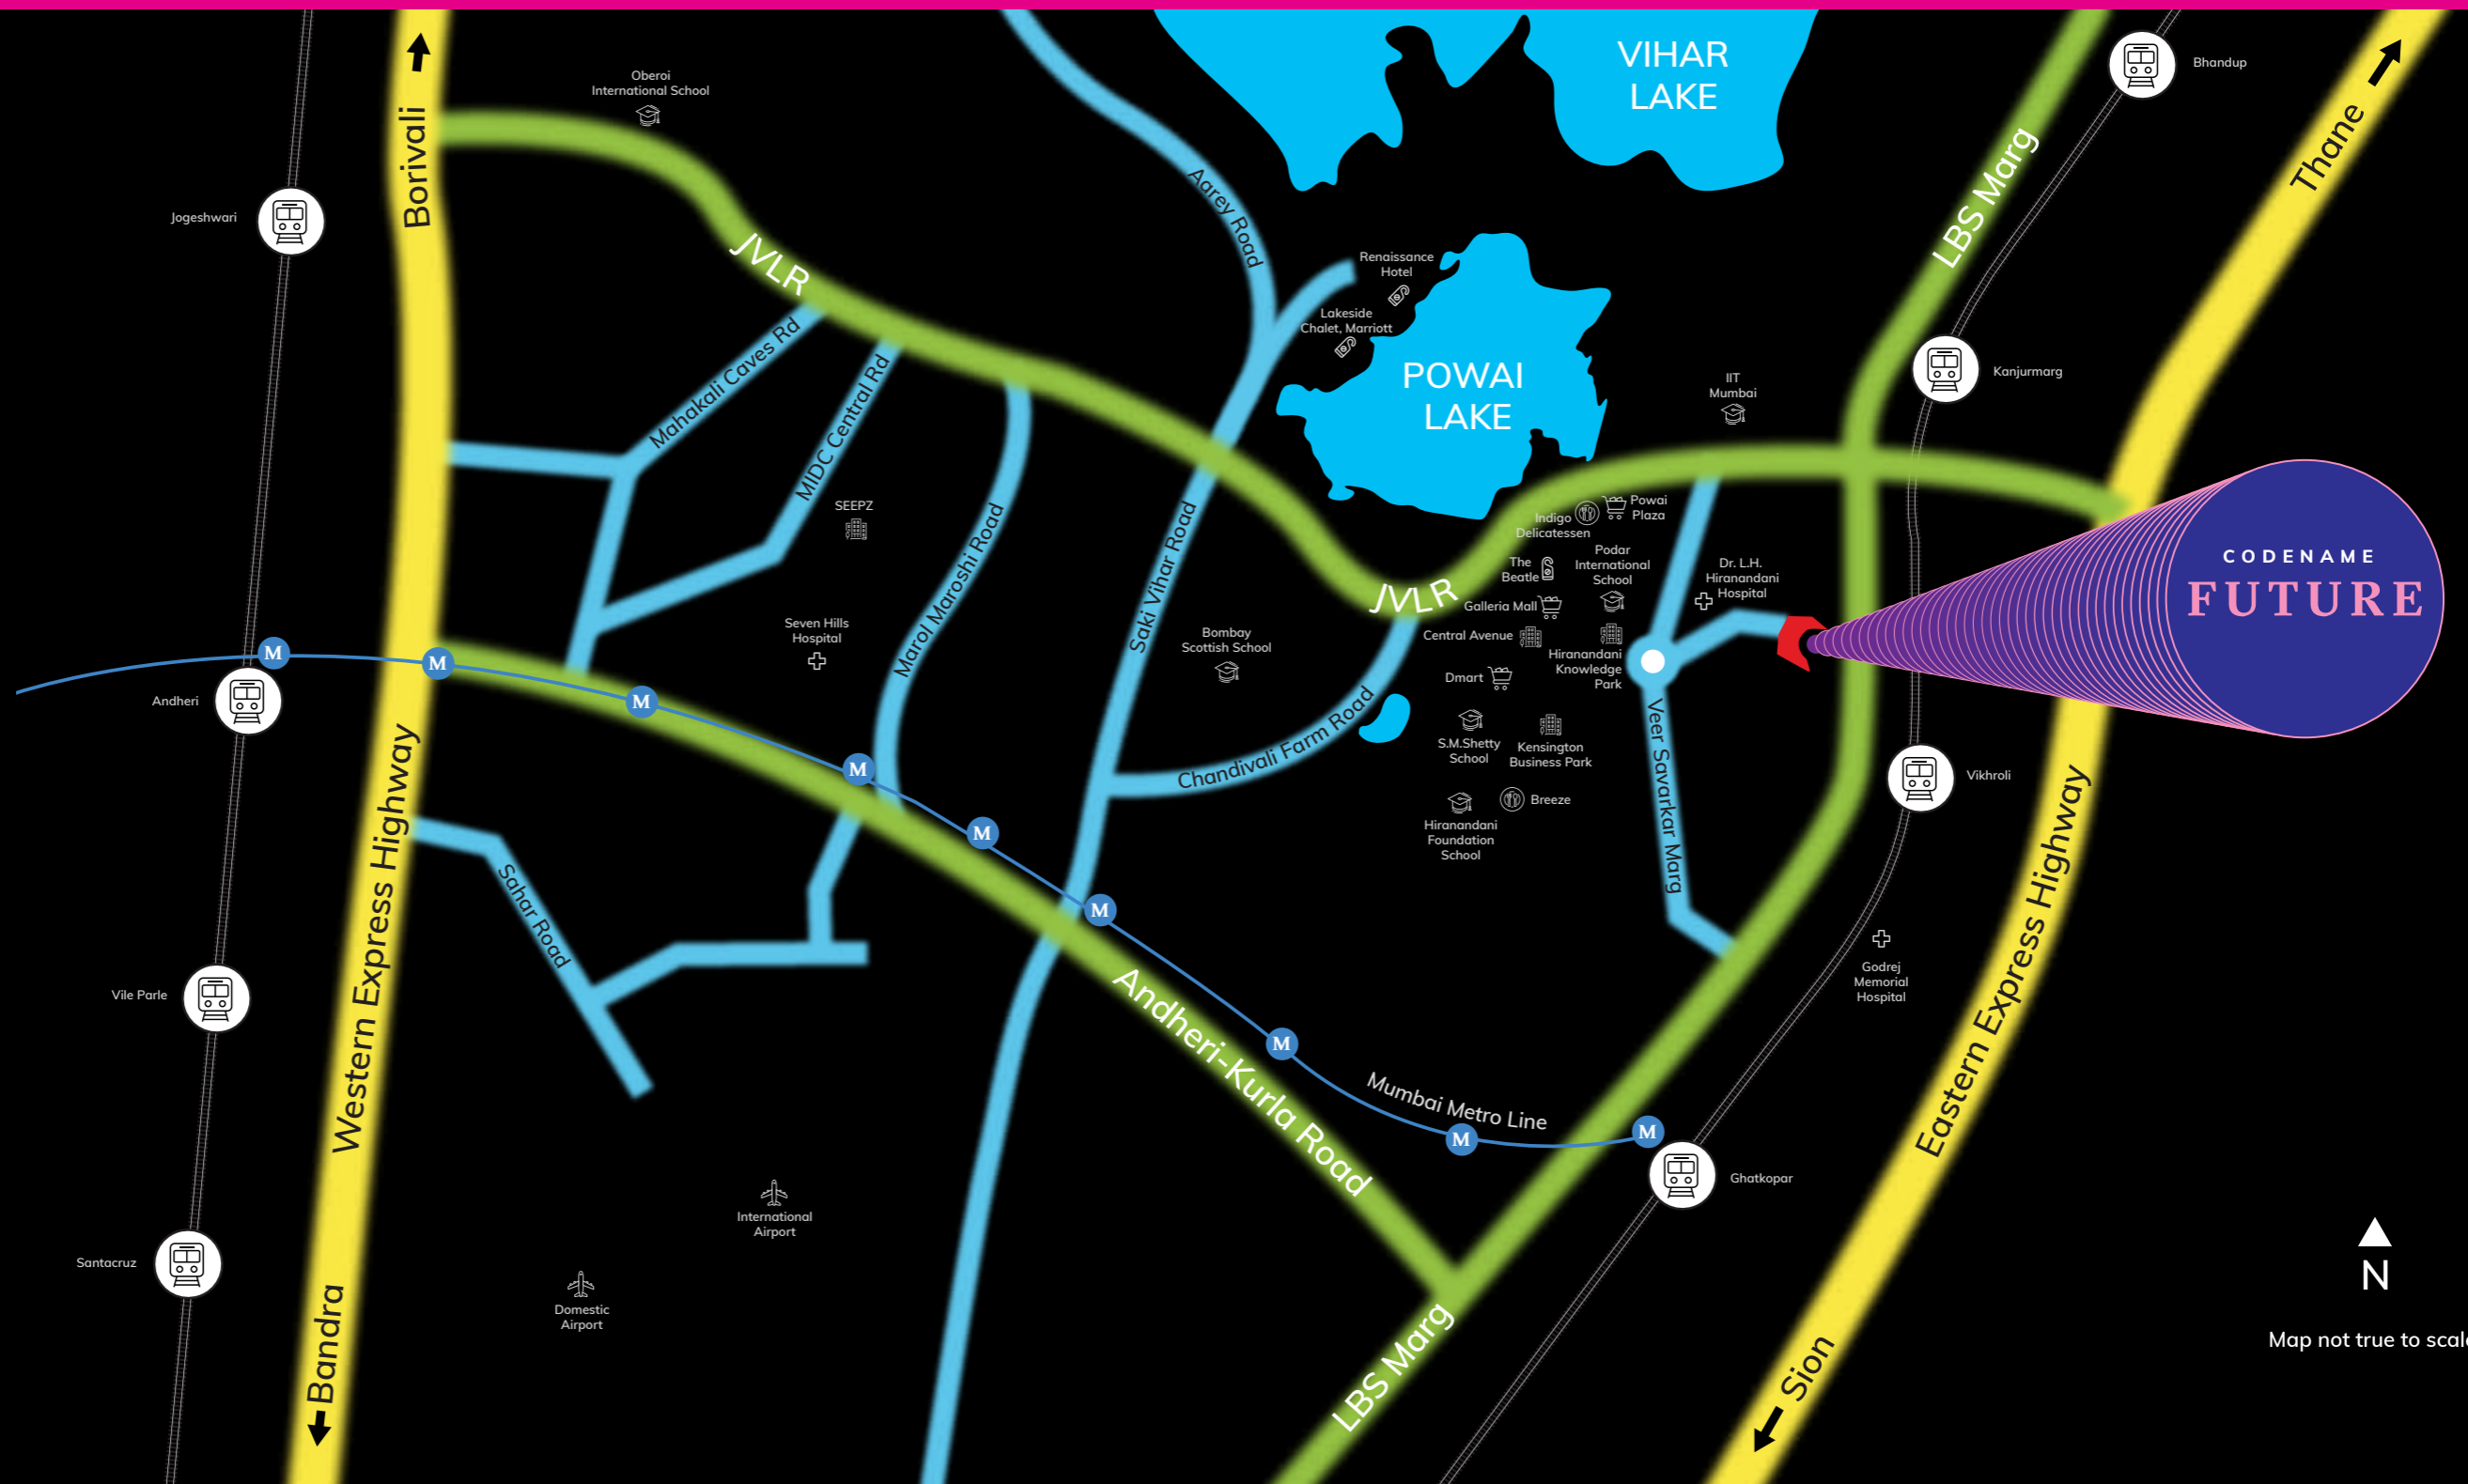 VIHAR
LAKE
Bhandup
Oberoi
International School
Borivali
Thane
LBS Marg
Aarey Road
Jogeshwari
JVLR
Renaissance
Hotel
Lakeside
Chalet, Marriott
Mahakali Caves Rd
MIDC Central Rd
POWAI
LAKE
IIT
Mumbai
Kanjurmarg
SEEPZ
Marol Maroshi Road
Saki Vihar Road
Indigo
Delicatessen
Powai
Plaza
The
Beatle
Podar
International
School
Dr. L.H.
Hiranandani
Hospital
CODENAME
FUTURE
JVLR
Galleria Mall
Central Avenue
Hiranandani
Knowledge
Park
Seven Hills
Hospital
Bombay
Scottish School
Dmart
M
M
M
M
M
M
M
M
M
Andheri
Chandivali Farm Road
S.M.Shetty
School
Kensington
Business Park
Veer Savarkar Marg
Vikhroli
Breeze
Hiranandani
Foundation
School
Western Express Highway
Sahar Road
Eastern Express Highway
Godrej
Memorial
Hospital
Vile Parle
Andheri-Kurla Road
Mumbai Metro Line
Ghatkopar
International
Airport
Domestic
Airport
Santacruz
Bandra
LBS Marg
Sion
N
Map not true to scale